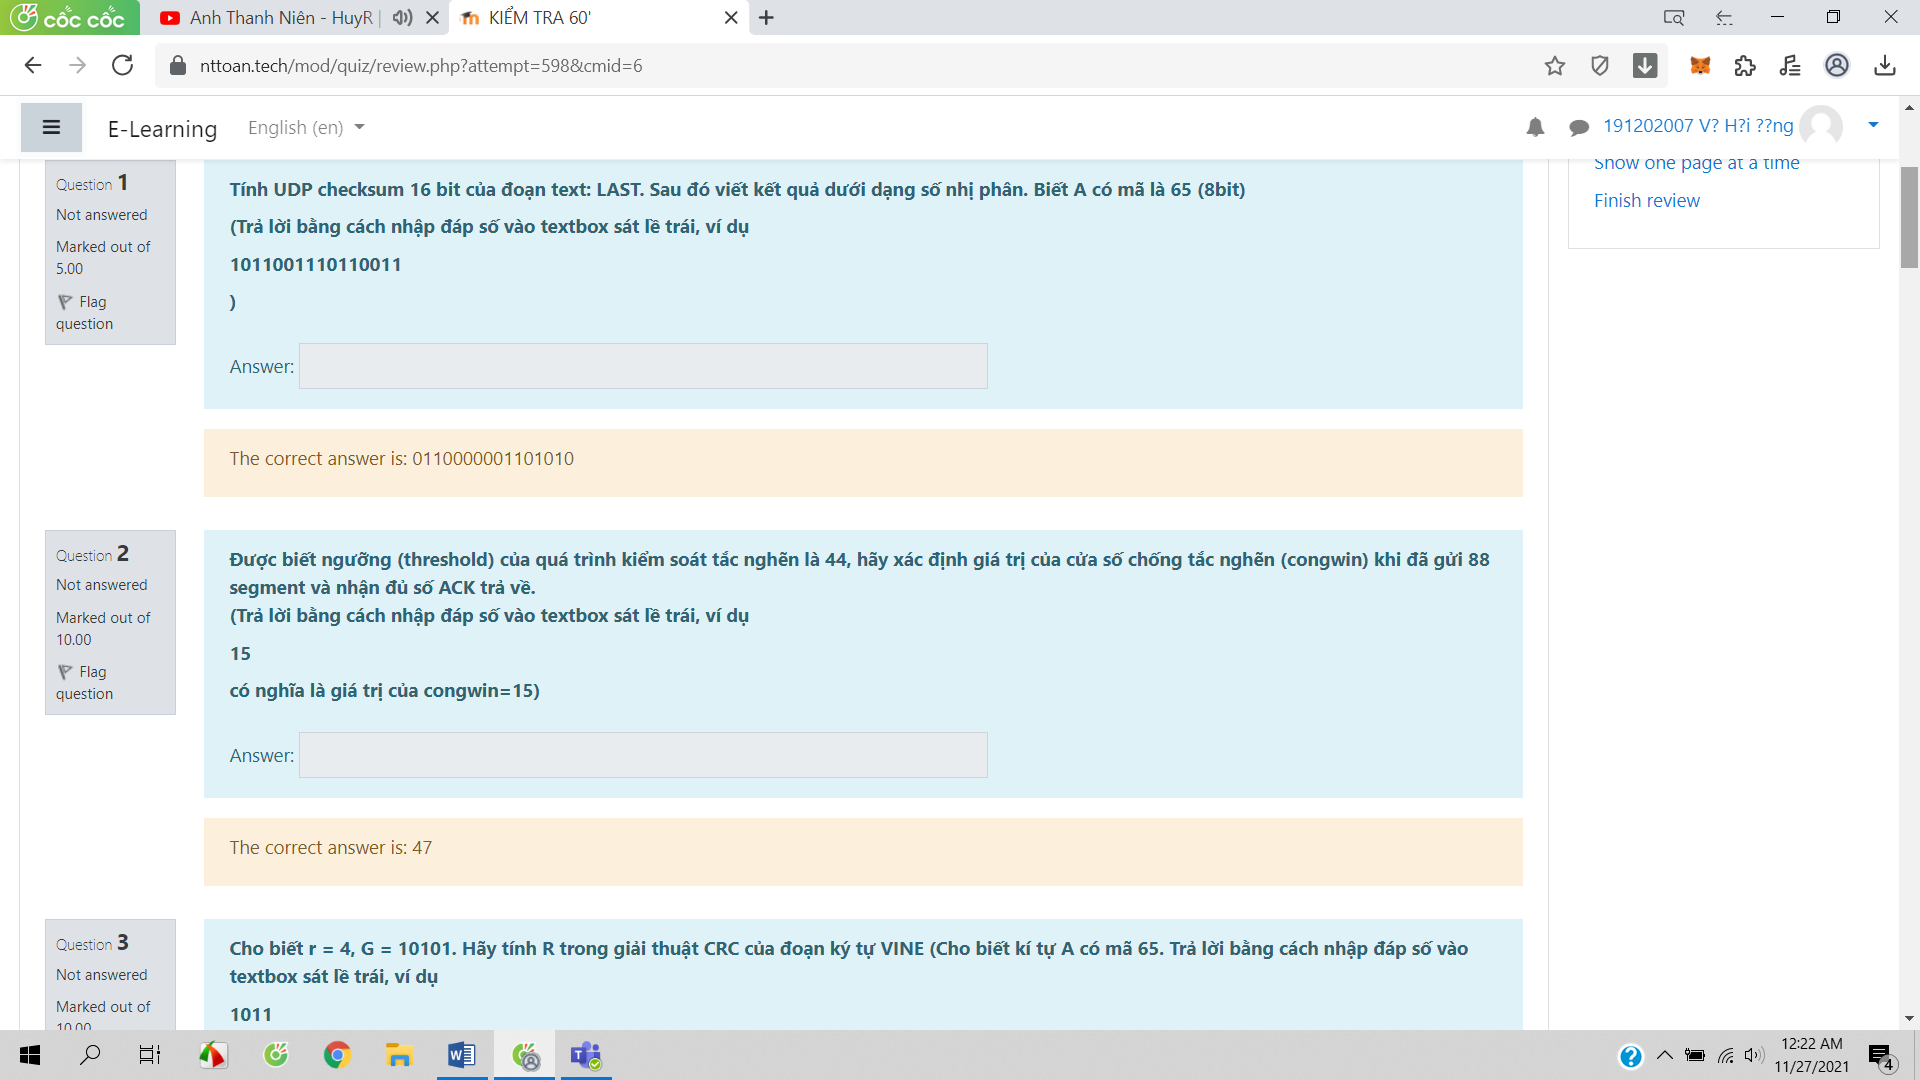 cốc cốc
Anh Thanh Niên - HuyR
KIỂM TRA 60'
nttoan.tech/mod/quiz/review.php?attempt=598&cmid=6
E-Learning
English (en)
191202007 V? H?i ??ng
Show one page at a time
Finish review
Question 1
Not answered
Marked out of
5.00
Flag
question
Tính UDP checksum 16 bit của đoạn text: LAST. Sau đó viết kết quả dưới dạng số nhị phân. Biết A có mã là 65 (8bit)
(Trả lời bằng cách nhập đáp số vào textbox sát lề trái, ví dụ
1011001110110011
)
Answer:
The correct answer is: 0110000001101010
Question 2
Not answered
Marked out of
10.00
Flag
question
Được biết ngưỡng (threshold) của quá trình kiểm soát tắc nghẽn là 44, hãy xác định giá trị của cửa số chống tắc nghẽn (congwin) khi đã gửi 88
segment và nhận đủ số ACK trả về.
(Trả lời bằng cách nhập đáp số vào textbox sát lề trái, ví dụ
15
có nghĩa là giá trị của congwin=15)
Answer:
The correct answer is: 47
Question 3
Not answered
Marked out of
10.00
Cho biết r = 4, G = 10101. Hãy tính R trong giải thuật CRC của đoạn ký tự VINE (Cho biết kí tự A có mã 65. Trả lời bằng cách nhập đáp số vào
textbox sát lề trái, ví dụ
1011
12:22 AM
11/27/2021
4